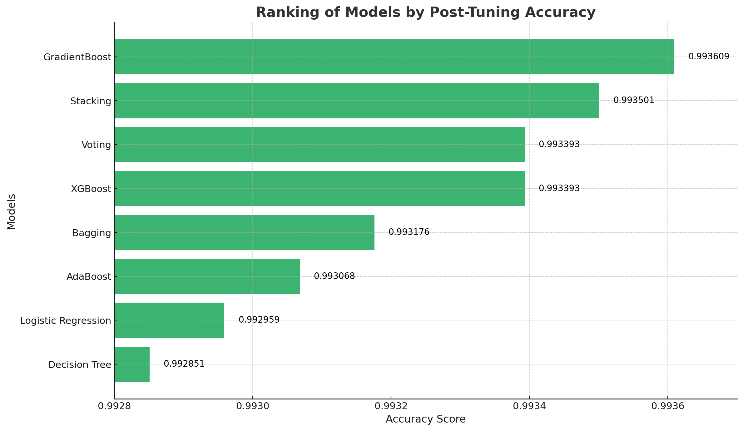 Ranking of Models by Post-Tuning Accuracy
Models
GradientBoost 0.993609
Stacking 0.993501
Voting 0.993393
XGBoost 0.993393
Bagging 0.993176
AdaBoost 0.993068
Logistic Regression 0.992959
Decision Tree 0.992851
0.9928 0.9930 0.9932 0.9934 0.9936
Accuracy Score